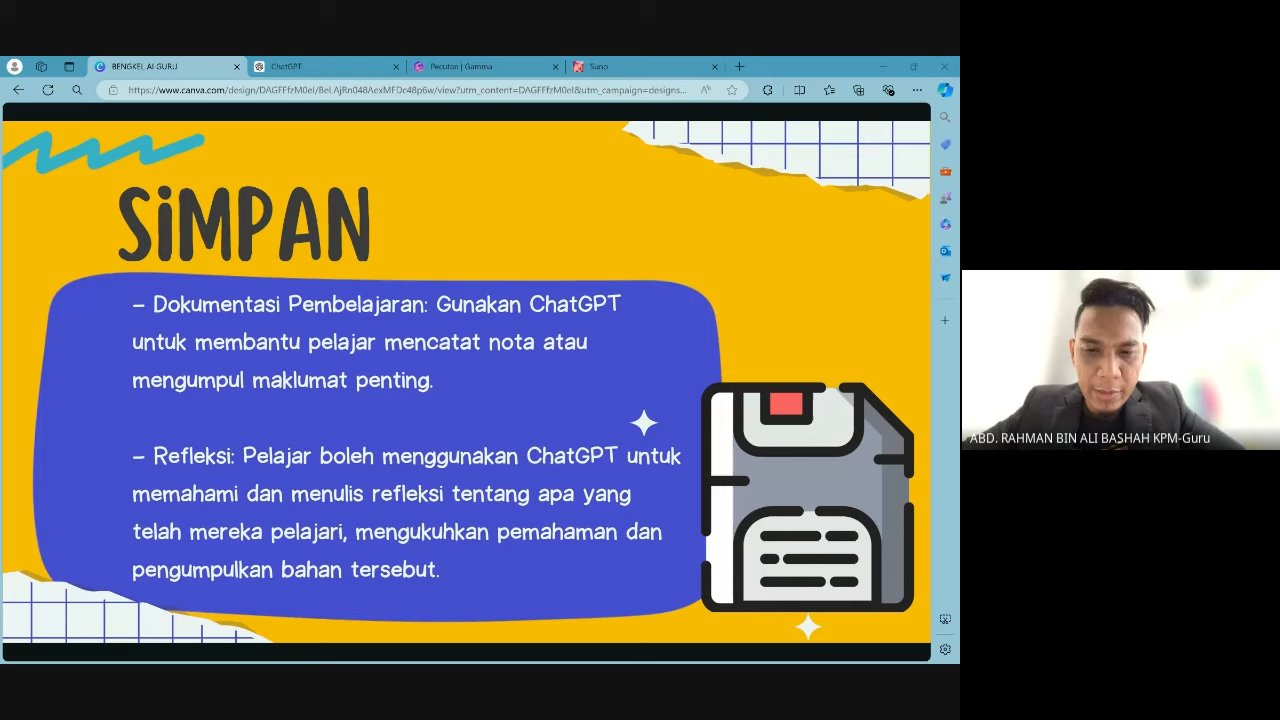 BENGKEL AI GURU
ChatGPT
Pecutan | Gamma
Suno
SiMPAN
- Dokumentasi Pembelajaran: Gunakan ChatGPT
untuk membantu pelajar mencatat nota atau
mengumpul maklumat penting.
- Refleksi: Pelajar boleh menggunakan ChatGPT untuk
memahami dan menulis refleksi tentang apa yang
telah mereka pelajari, mengukuhkan pemahaman dan
pengumpulkan bahan tersebut.
ABD. RAHMAN BIN ALI BASHAH KPM-Guru